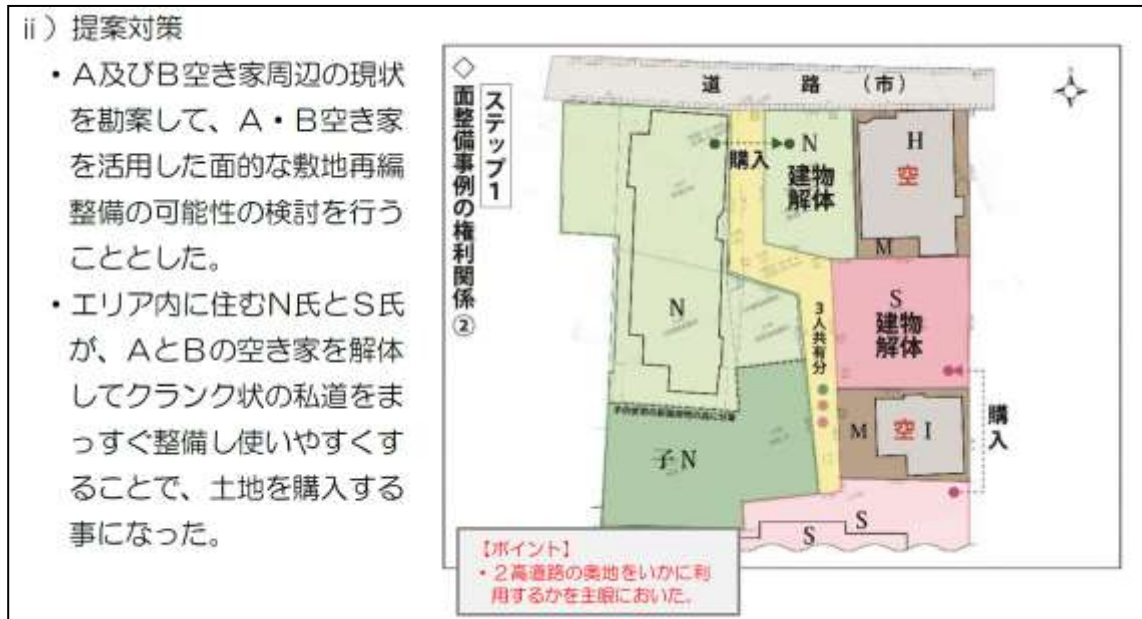 ⅱ）提案対策
・A及びB空き家周辺の現状
を勘案して、A・B空き家
を活用した面的な敷地再編
整備の可能性の検討を行う
こととした。
・エリア内に住むN氏とS氏
が、AとBの空き家を解体
してクランク状の私道をま
っすぐ整備し使いやすくす
ることで、土地を購入する
事になった。
◇面整備事例の権利関係②
ステップ1
道路（市）
購入
N
建物
解体
H
空
M
S
建物
解体
N
3人共有分
購入
M
空
I
子N
S
S
【ポイント】
・２高道路の奥地をいかに利
用するかを主眼においた。